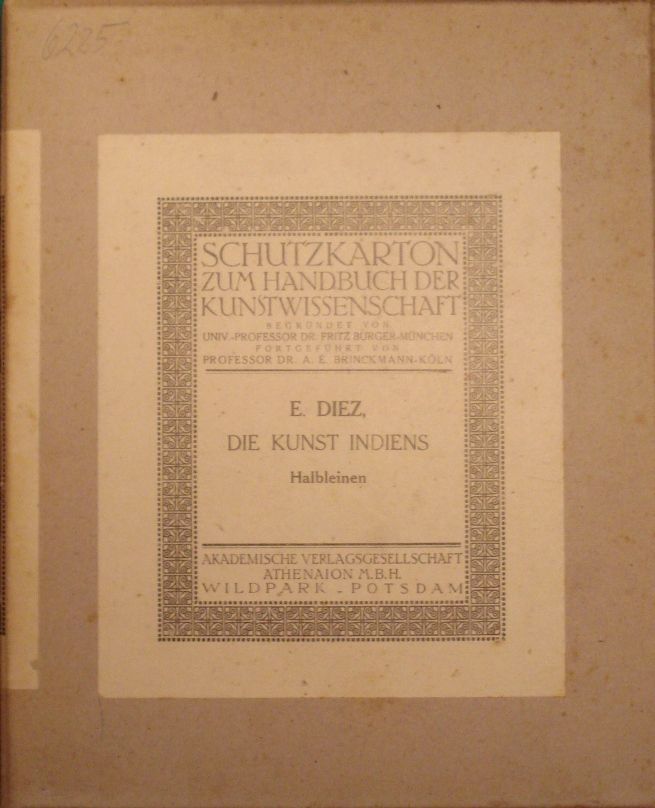 6225
SCHUTZKARTON
ZUM HANDBUCH DER
KUNSTWISSENSCHAFT
BEGRÜNDET VON
UNIV.-PROFESSOR DR. FRITZ BURGER-MÜNCHEN
FORTGEFÜHRT VON
PROFESSOR DR. A. E. BRINCKMANN-KÖLN
E. DIEZ,
DIE KUNST INDIENS
Halbleinen
AKADEMISCHE VERLAGSGESELLSCHAFT
ATHENAION M.B.H.
WILDPARK - POTSDAM